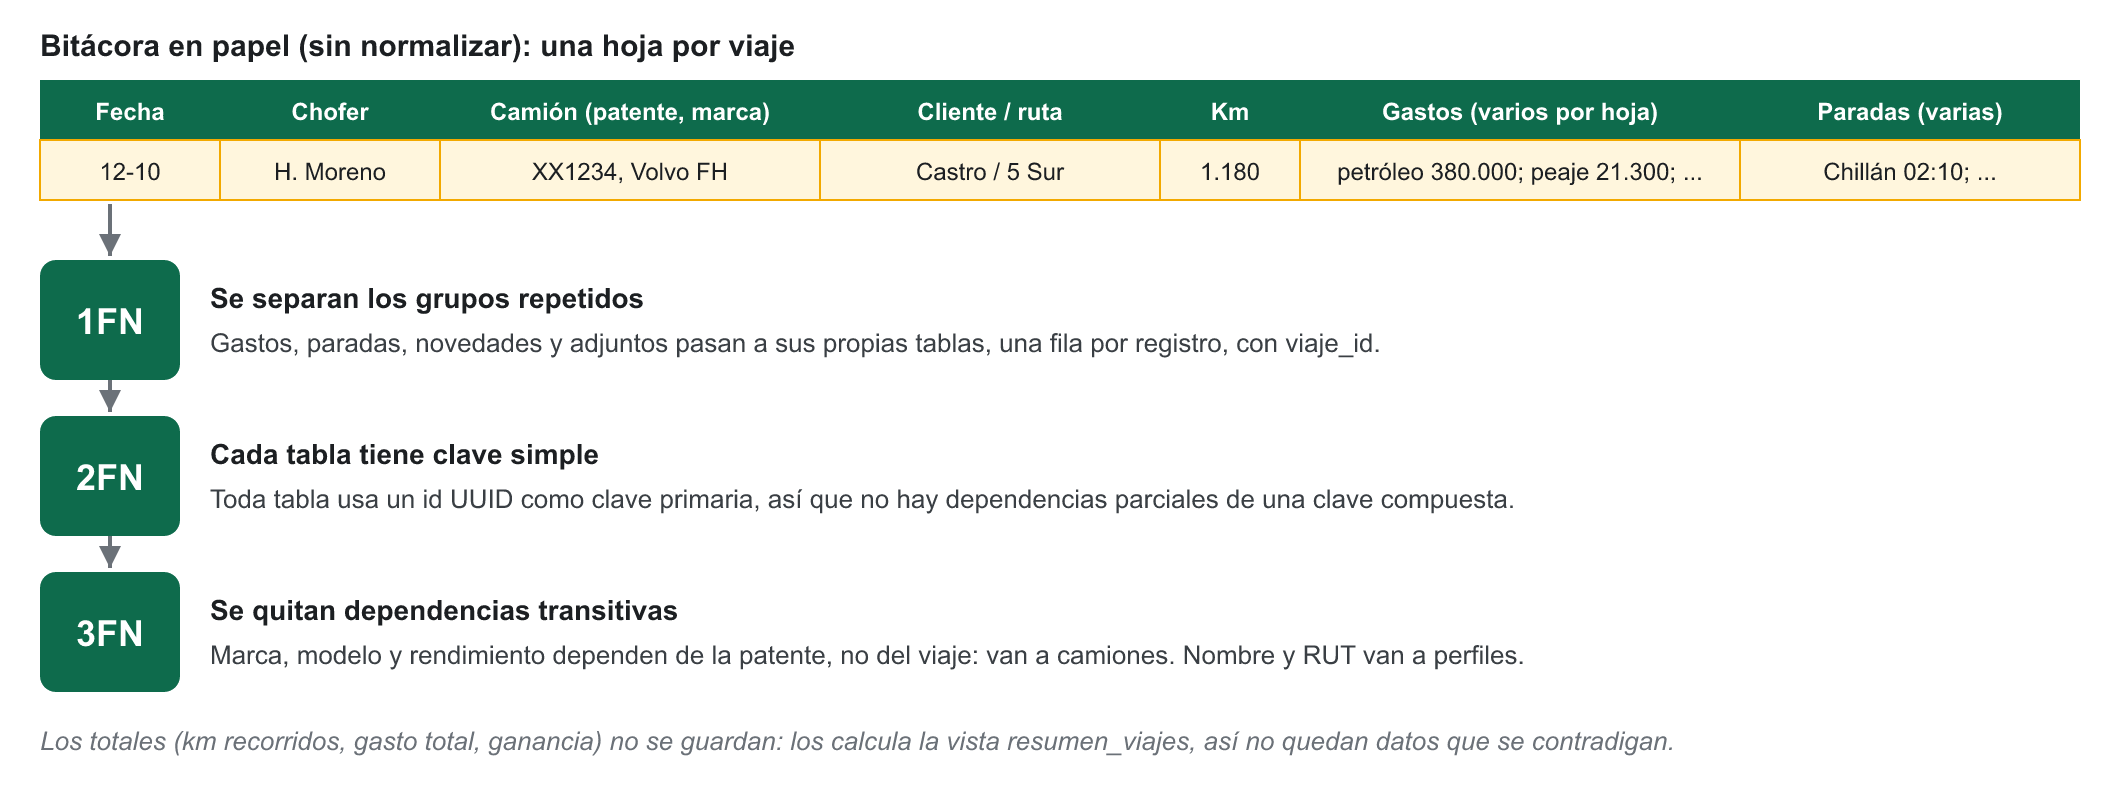 Bitácora en papel (sin normalizar): una hoja por viaje
Fecha Chofer Camión (patente, marca) Cliente / ruta Km Gastos (varios por hoja) Paradas (varias)
12-10 H. Moreno XX1234, Volvo FH Castro / 5 Sur 1.180 petróleo 380.000; peaje 21.300; ... Chillán 02:10; ...
1FN
Se separan los grupos repetidos
Gastos, paradas, novedades y adjuntos pasan a sus propias tablas, una fila por registro, con viaje_id.
2FN
Cada tabla tiene clave simple
Toda tabla usa un id UUID como clave primaria, así que no hay dependencias parciales de una clave compuesta.
3FN
Se quitan dependencias transitivas
Marca, modelo y rendimiento dependen de la patente, no del viaje: van a camiones. Nombre y RUT van a perfiles.
Los totales (km recorridos, gasto total, ganancia) no se guardan: los calcula la vista resumen_viajes, así no quedan datos que se contradigan.